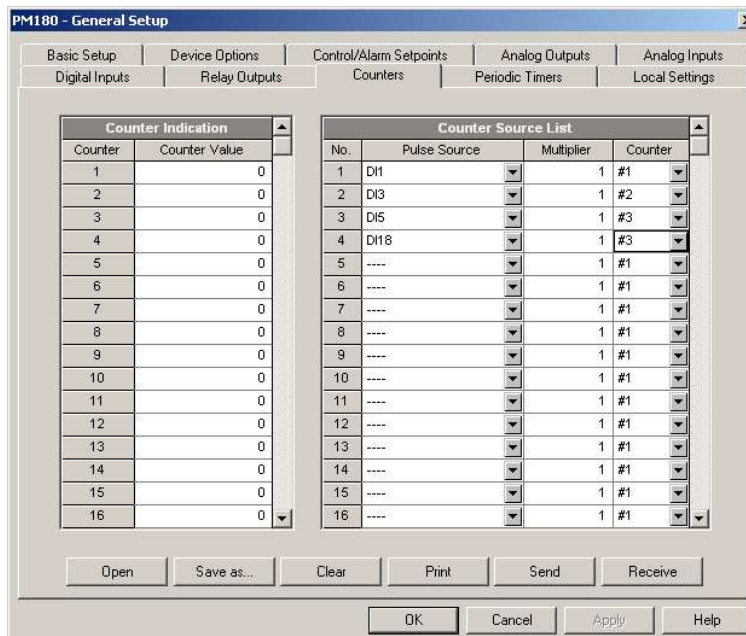 PM180 - General Setup
Basic Setup Device Options Control/Alarm Setpoints Analog Outputs Analog Inputs
Digital Inputs Relay Outputs Counters Periodic Timers Local Settings
Counter Indication
Counter Counter Value
1 0
2 0
3 0
4 0
5 0
6 0
7 0
8 0
9 0
10 0
11 0
12 0
13 0
14 0
15 0
16 0
Counter Source List
No. Pulse Source Multiplier Counter
1 DI1 1 #1
2 DI3 1 #2
3 DI5 1 #3
4 DI18 1 #3
5 ---- 1 #1
6 ---- 1 #1
7 ---- 1 #1
8 ---- 1 #1
9 ---- 1 #1
10 ---- 1 #1
11 ---- 1 #1
12 ---- 1 #1
13 ---- 1 #1
14 ---- 1 #1
15 ---- 1 #1
16 ---- 1 #1
Open Save as... Clear Print Send Receive
OK Cancel Apply Help